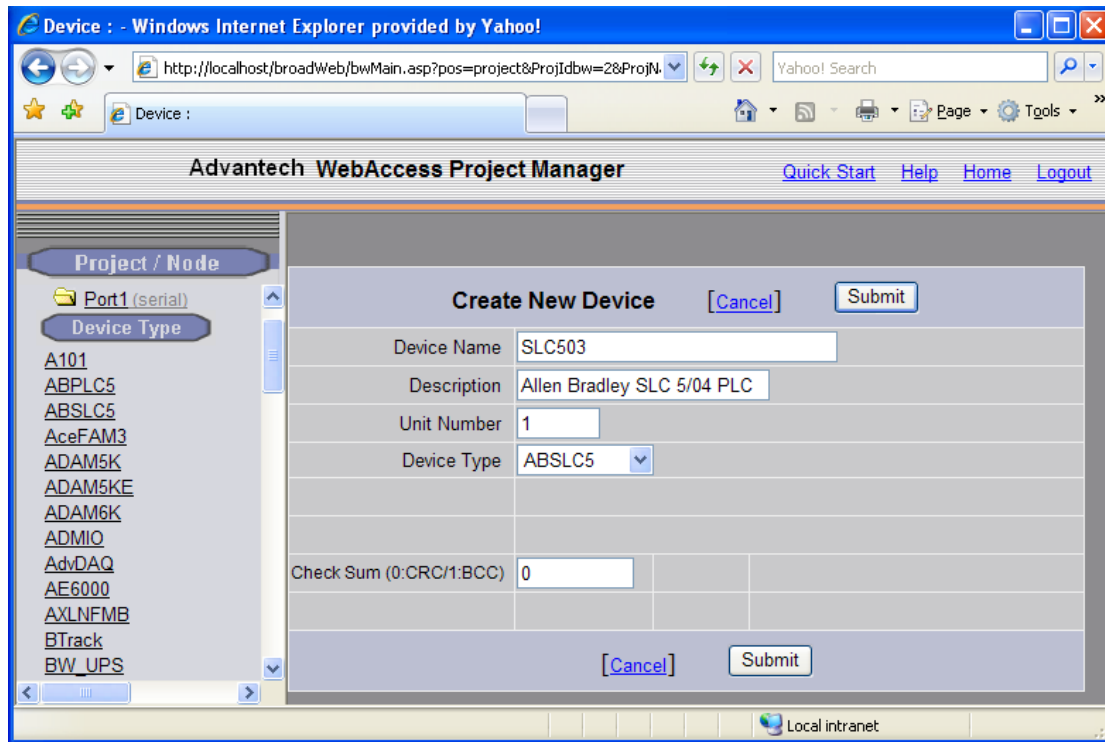 Device : - Windows Internet Explorer provided by Yahoo!
http://localhost/broadWeb/bwMain.asp?pos=project&ProjIdbw=2&ProjN.
Yahoo! Search
Device :
Page
Tools
»
Advantech WebAccess Project Manager
Quick Start Help Home Logout
Project / Node
Port1 (serial)
Device Type
A101
ABPLC5
ABSLC5
AceFAM3
ADAM5K
ADAM5KE
ADAM6K
ADMIO
AdvDAQ
AE6000
AXLNFMB
BTrack
BW_UPS
Create New Device [Cancel] Submit
Device Name SLC503
Description Allen Bradley SLC 5/04 PLC
Unit Number 1
Device Type ABSLC5
Check Sum (0:CRC/1:BCC) 0
[Cancel] Submit
Local intranet